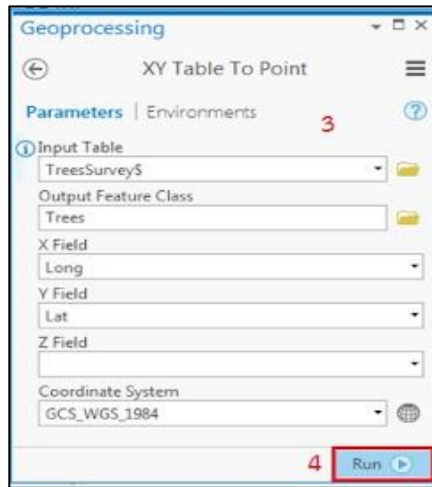 Geoprocessing
XY Table To Point
Parameters | Environments
3
Input Table
TreesSurvey$
Output Feature Class
Trees
X Field
Long
Y Field
Lat
Z Field
Coordinate System
GCS_WGS_1984
4 Run